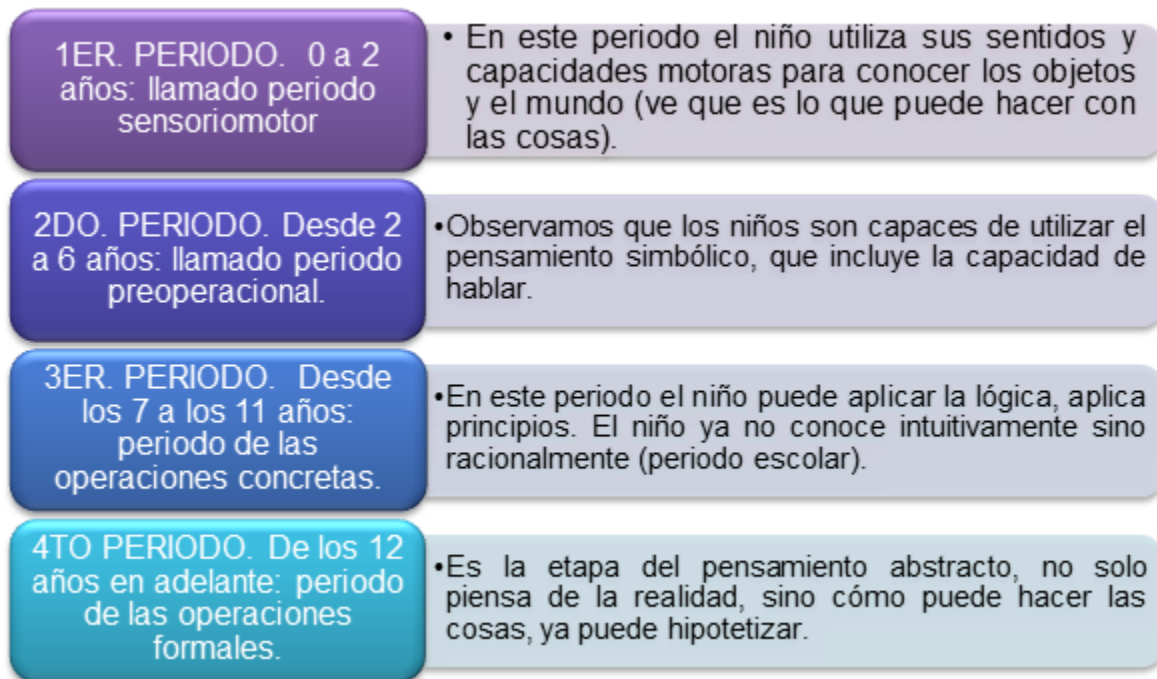 1ER. PERIODO. 0 a 2
años: llamado periodo
sensoriomotor
• En este periodo el niño utiliza sus sentidos y
capacidades motoras para conocer los objetos
y el mundo (ve que es lo que puede hacer con
las cosas).
2DO. PERIODO. Desde 2
a 6 años: llamado periodo
preoperacional.
•Observamos que los niños son capaces de utilizar el
pensamiento simbólico, que incluye la capacidad de
hablar.
3ER. PERIODO. Desde
los 7 a los 11 años:
periodo de las
operaciones concretas.
•En este periodo el niño puede aplicar la lógica, aplica
principios. El niño ya no conoce intuitivamente sino
racionalmente (periodo escolar).
4TO PERIODO. De los 12
años en adelante: periodo
de las operaciones
formales.
•Es la etapa del pensamiento abstracto, no solo
piensa de la realidad, sino cómo puede hacer las
cosas, ya puede hipotetizar.